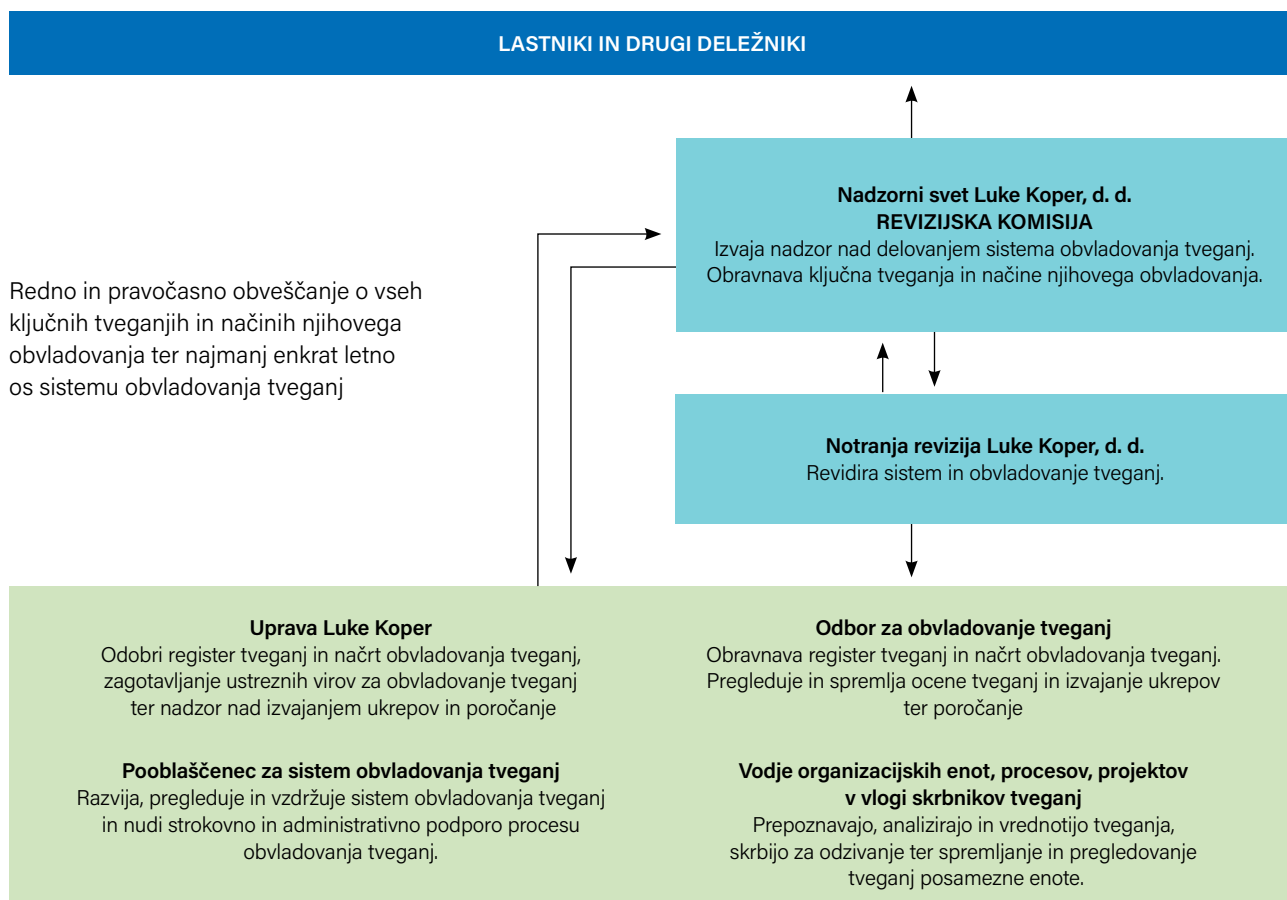 LASTNIKI IN DRUGI DELEŽNIKI
Nadzorni svet Luke Koper, d. d.
REVIZIJSKA KOMISIJA
Izvaja nadzor nad delovanjem sistema obvladovanja tveganj.
Obravnava ključna tveganja in načine njihovega obvladovanja.
Redno in pravočasno obveščanje o vseh
ključnih tveganjih in načinih njihovega
obvladovanja ter najmanj enkrat letno
os sistemu obvladovanja tveganj
Notranja revizija Luke Koper, d. d.
Revidira sistem in obvladovanje tveganj.
Uprava Luke Koper
Odobri register tveganj in načrt obvladovanja tveganj,
zagotavljanje ustreznih virov za obvladovanje tveganj
ter nadzor nad izvajanjem ukrepov in poročanje
Odbor za obvladovanje tveganj
Obravnava register tveganj in načrt obvladovanja tveganj.
Pregleduje in spremlja ocene tveganj in izvajanje ukrepov
ter poročanje
Pooblaščenec za sistem obvladovanja tveganj
Razvija, pregleduje in vzdržuje sistem obvladovanja tveganj
in nudi strokovno in administrativno podporo procesu
obvladovanja tveganj.
Vodje organizacijskih enot, procesov, projektov
v vlogi skrbnikov tveganj
Prepoznavajo, analizirajo in vrednotijo tveganja,
skrbijo za odzivanje ter spremljanje in pregledovanje
tveganj posamezne enote.